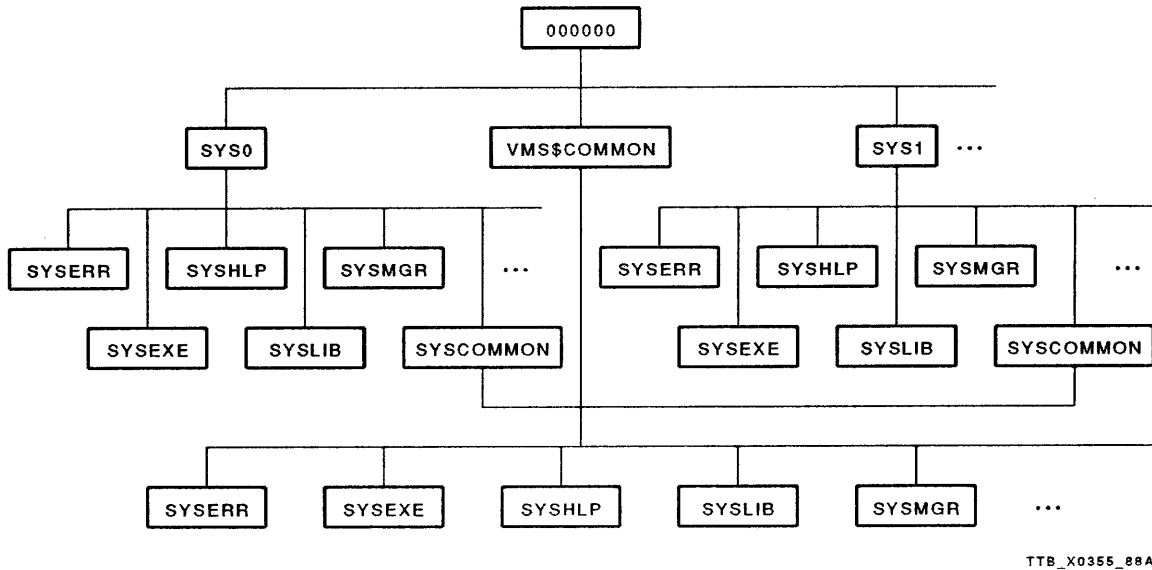 000000
SYS0 VMS$COMMON SYS1 ...
SYSERR SYSHLP SYSMGR ... SYSERR SYSHLP SYSMGR ...
SYSEXE SYSLIB SYSCOMMON SYSEXE SYSLIB SYSCOMMON
SYSERR SYSEXE SYSHLP SYSLIB SYSMGR ...
TTB_X0355_88A